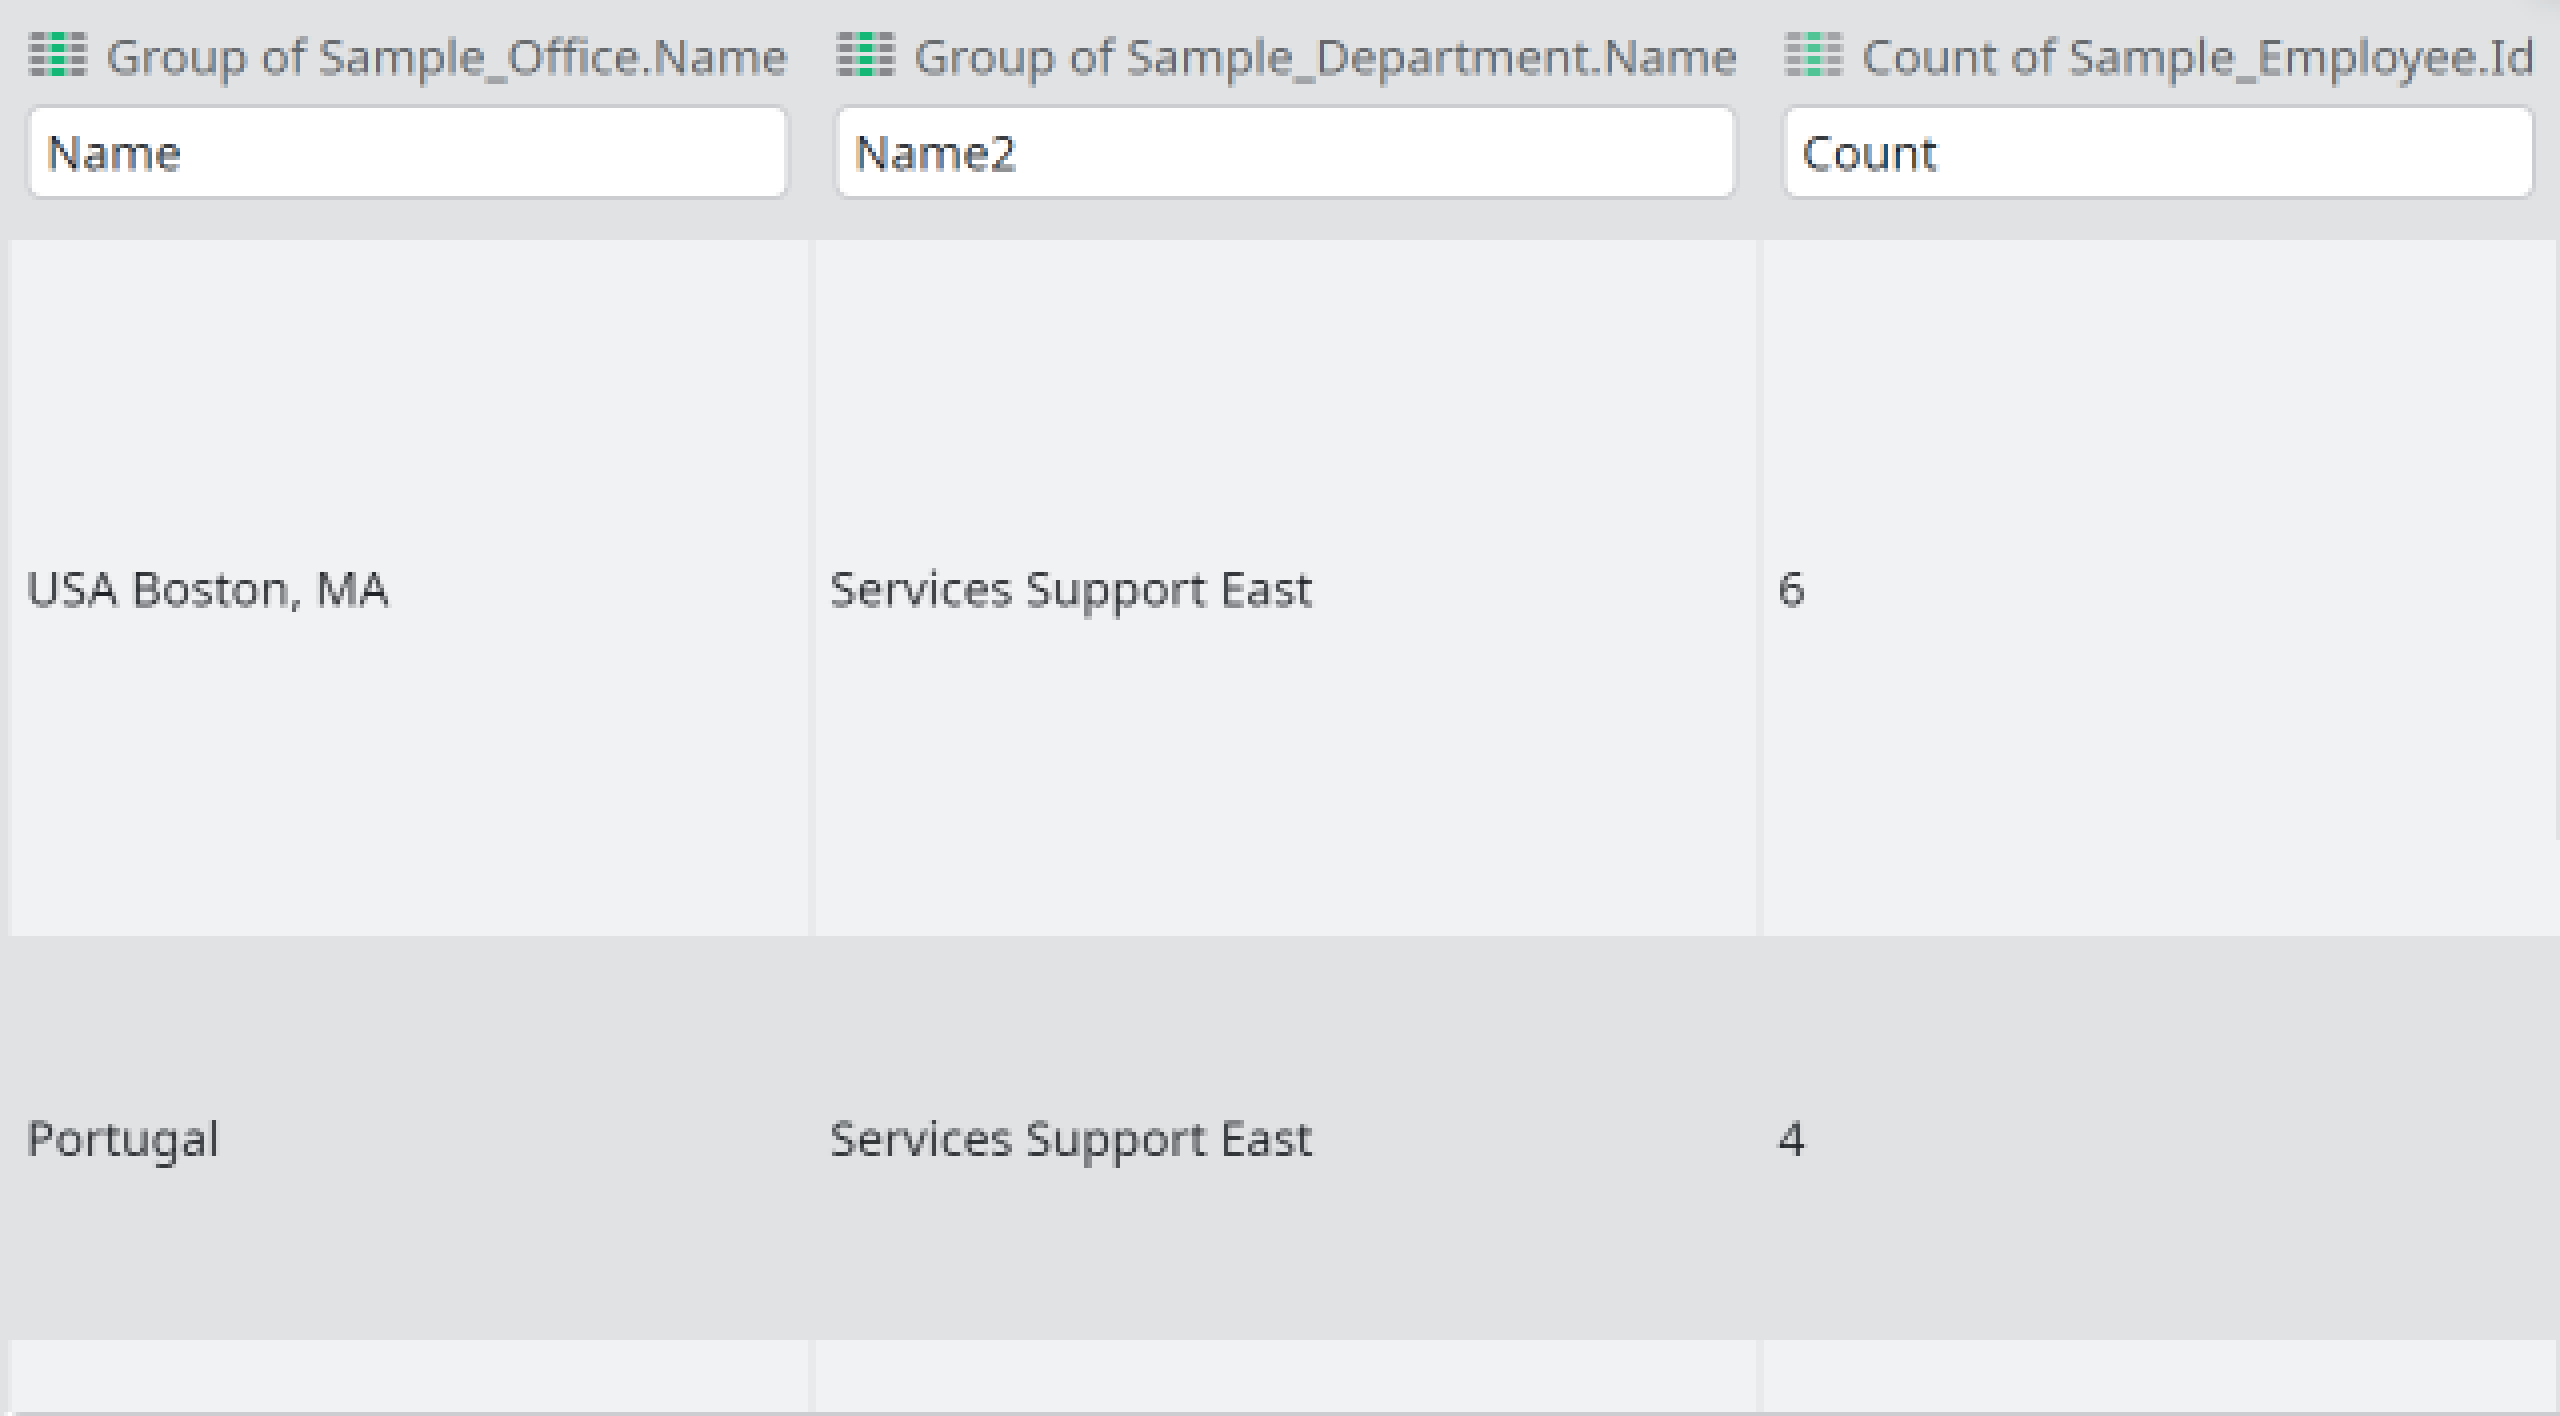 Group of Sample_Office.Name Group of Sample_Department.Name Count of Sample_Employee.Id
Name Name2 Count
USA Boston, MA Services Support East 6
Portugal Services Support East 4